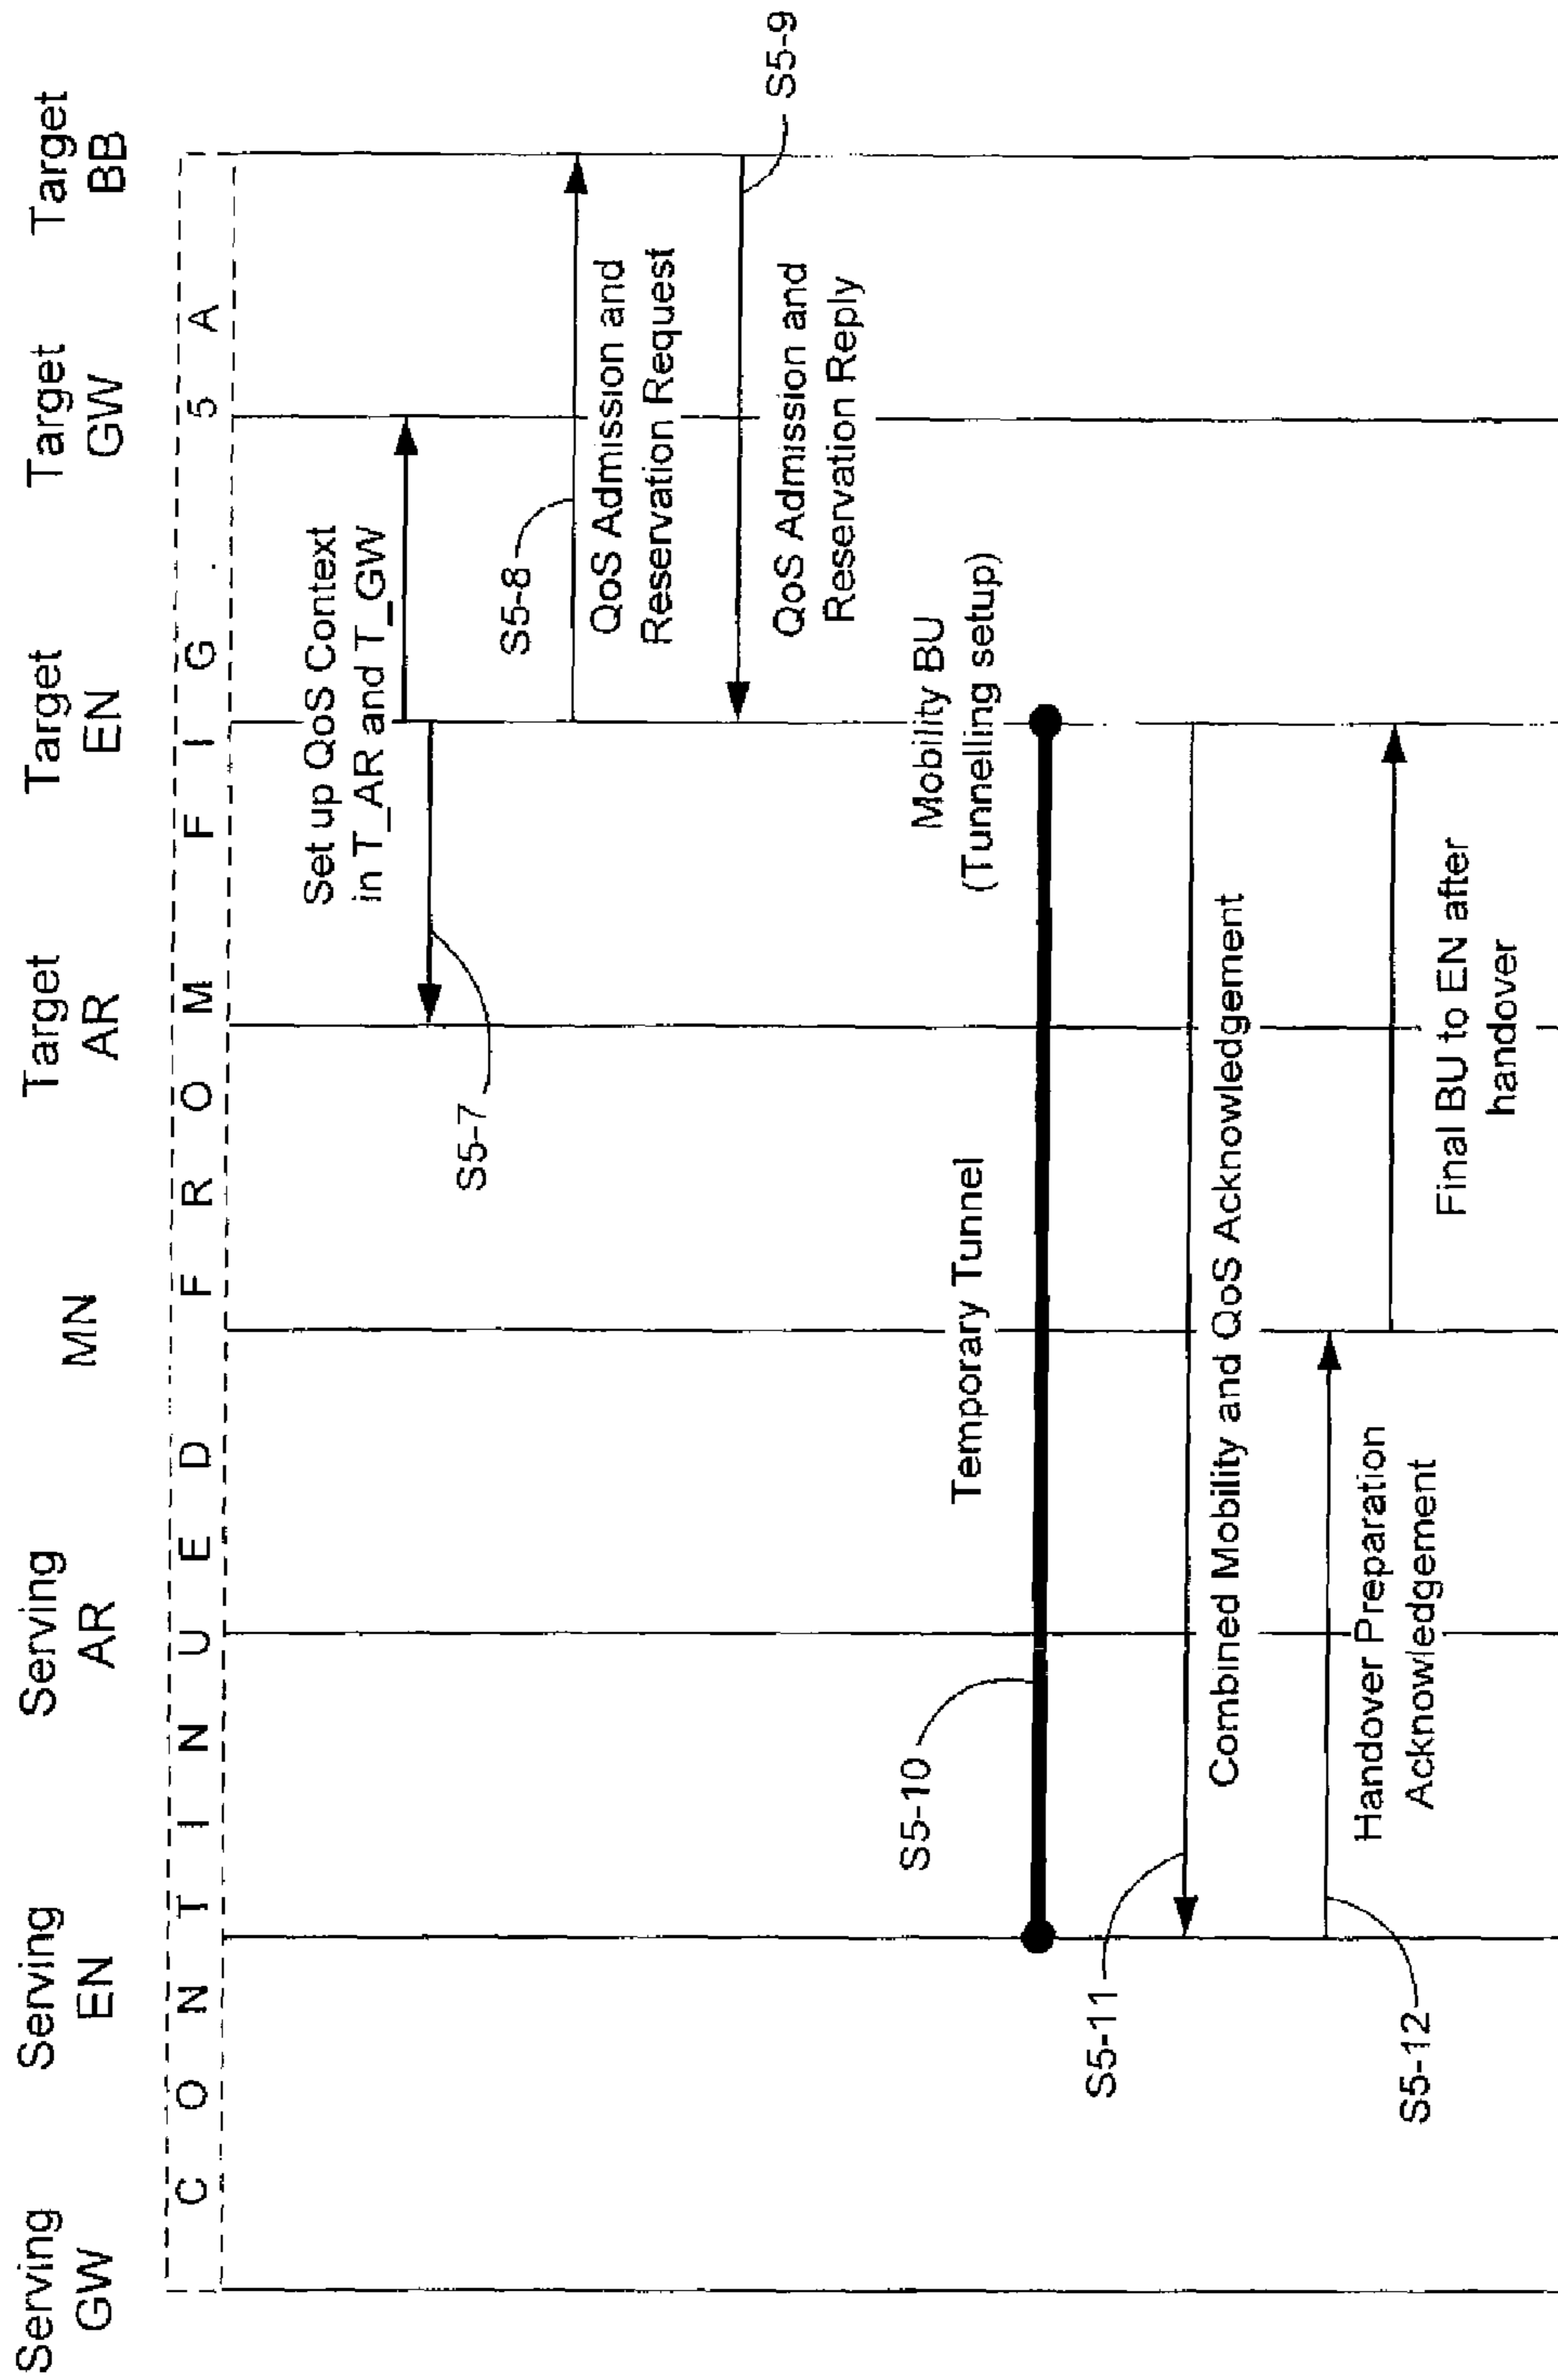 Serving
GW
Serving
EN
Serving
AR
MN
Target
AR
Target
EN
Target
GW
Target
BB
CONTINUED FROM FIG 5A
Set up QoS Context
in T_AR and T_GW
S5-7
S5-8
QoS Admission and
Reservation Request
S5-9
QoS Admission and
Reservation Reply
Mobility BU
(Tunnelling setup)
Temporary Tunnel
S5-10
S5-11
Combined Mobility and QoS Acknowledgement
Handover Preparation
Acknowledgement
S5-12
Final BU to EN after
handover